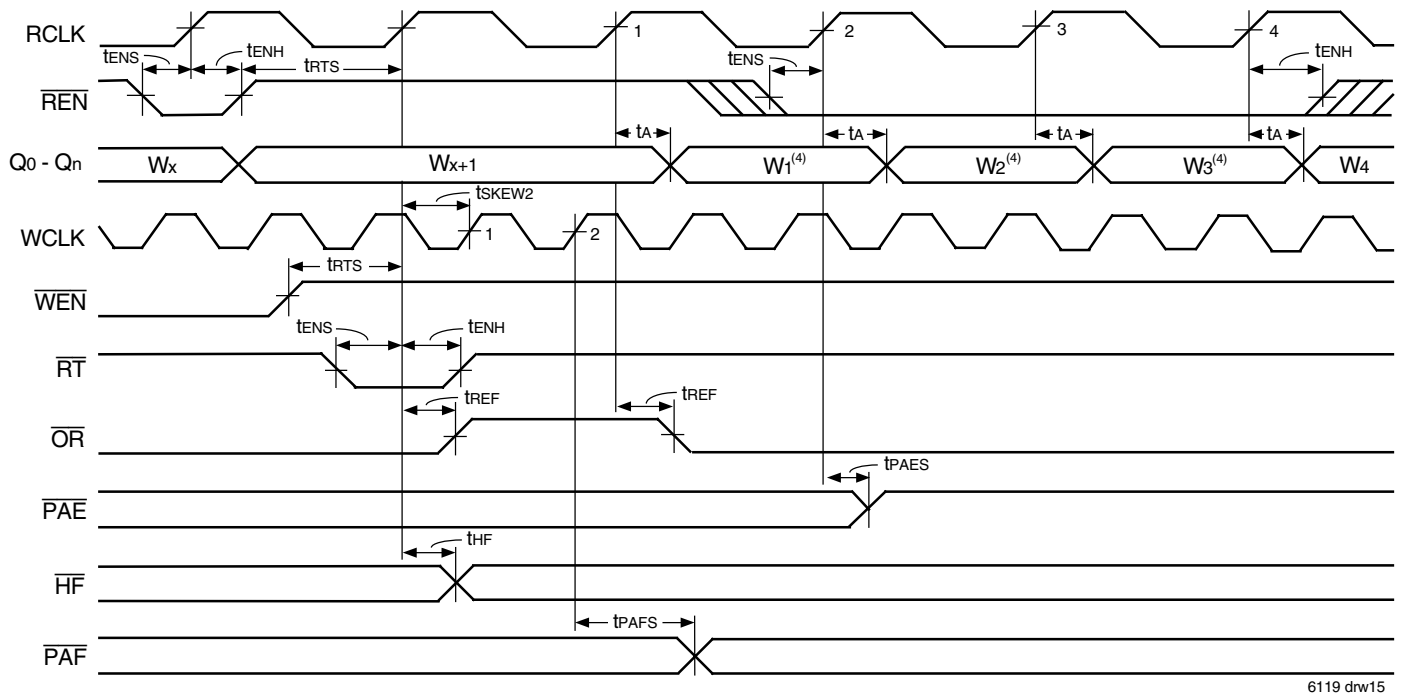 RCLK
1
2
3
4
tENS
tENH
tRTS
tENS
tENH
REN
tA
tA
tA
tA
Q0 - Qn
Wx
Wx+1
W1(4)
W2(4)
W3(4)
W4
tSKEW2
WCLK
1
2
tRTS
WEN
tENS
tENH
RT
tREF
tREF
OR
tPAES
PAE
tHF
HF
tPAFS
PAF
6119 drw15